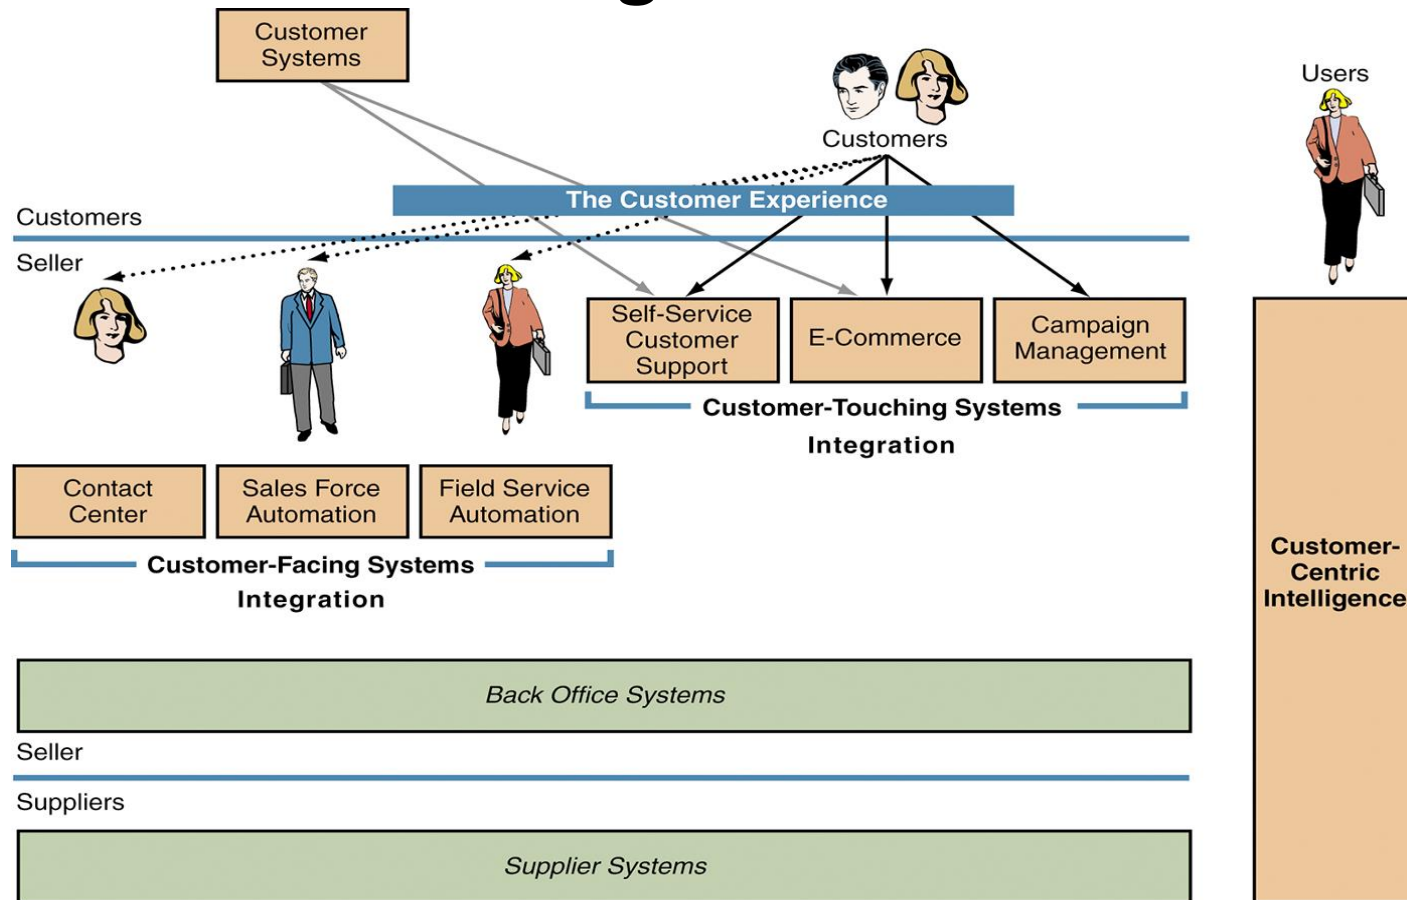 Customer
Systems
Users
Customers
The Customer Experience
Customers
Seller
Self-Service
Customer
Support
E-Commerce
Campaign
Management
Customer-Touching Systems
Integration
Contact
Center
Sales Force
Automation
Field Service
Automation
Customer-Facing Systems
Integration
Customer-
Centric
Intelligence
Back Office Systems
Seller
Suppliers
Supplier Systems